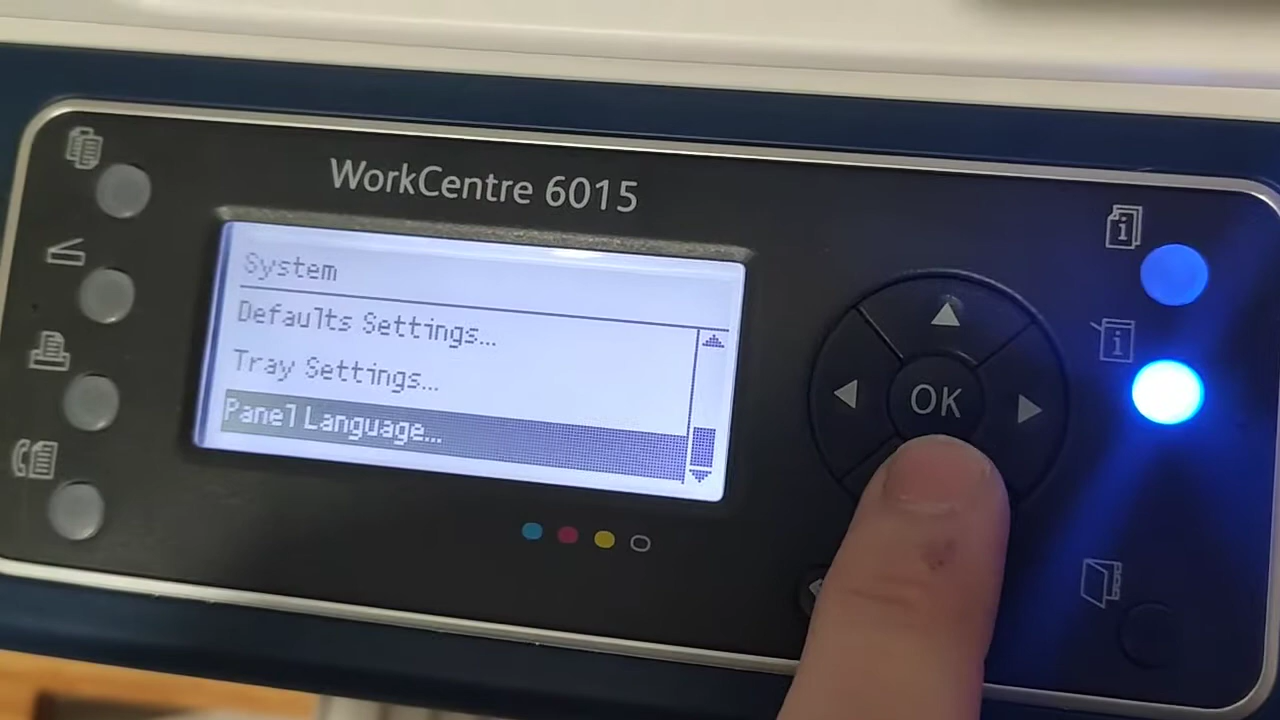 WorkCentre 6015
System
Defaults Settings...
Tray Settings...
Panel Language...
OK
i
i